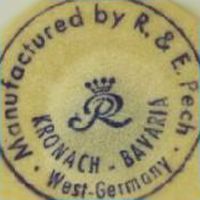 Manufactured by R. & E. Pech
R
KRONACH - BAVARIA
West-Germany